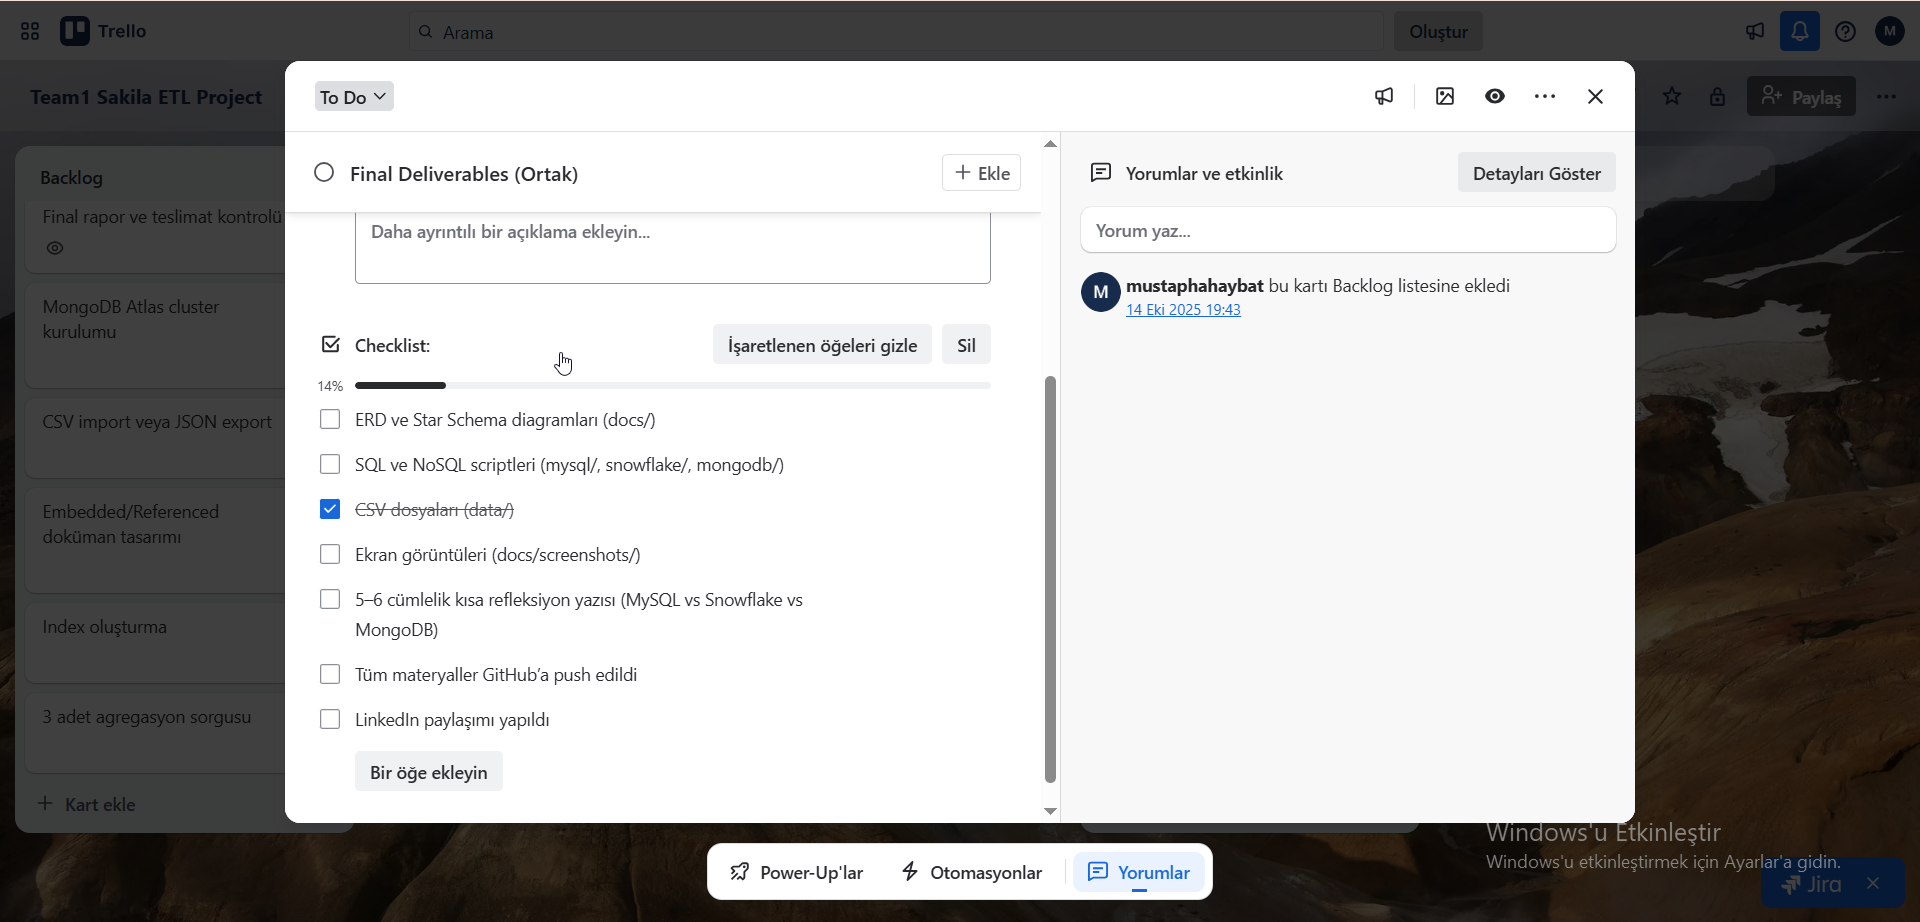 Trello
Arama
Oluştur
M
Team1 Sakila ETL Project
Paylaş
Backlog
Final rapor ve teslimat kontrolü
MongoDB Atlas cluster
kurulumu
CSV import veya JSON export
Embedded/Referenced
doküman tasarımı
Index oluşturma
3 adet agregasyon sorgusu
Kart ekle
To Do
Final Deliverables (Ortak)
Ekle
Daha ayrıntılı bir açıklama ekleyin...
Checklist:
İşaretlenen öğeleri gizle
Sil
14%
ERD ve Star Schema diagramları (docs/)
SQL ve NoSQL scriptleri (mysql/, snowflake/, mongodb/)
CSV dosyaları (data/)
Ekran görüntüleri (docs/screenshots/)
5–6 cümlelik kısa refleksiyon yazısı (MySQL vs Snowflake vs
MongoDB)
Tüm materyaller GitHub’a push edildi
LinkedIn paylaşımı yapıldı
Bir öğe ekleyin
Yorumlar ve etkinlik
Detayları Göster
Yorum yaz...
M
mustaphahaybat bu kartı Backlog listesine ekledi
14 Eki 2025 19:43
Power-Up'lar
Otomasyonlar
Yorumlar
Windows'u Etkinleştir
Windows'u etkinleştirmek için Ayarlar'a gidin.
Jira